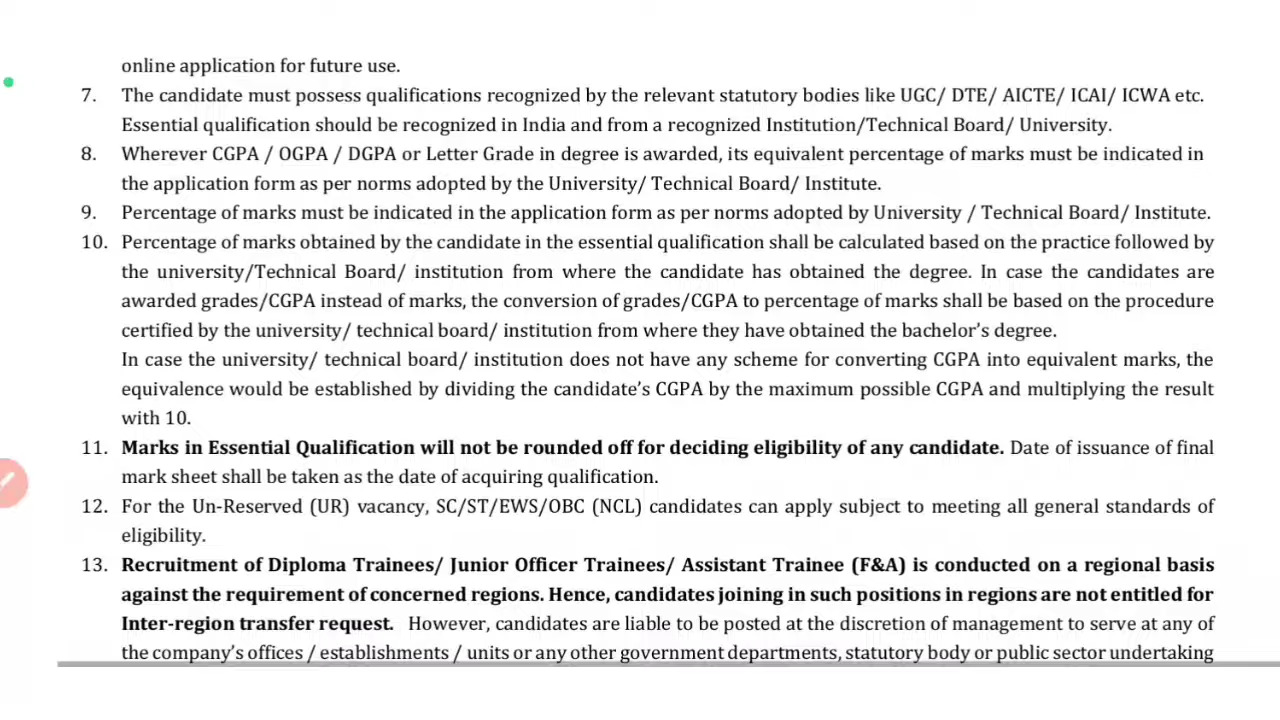 online application for future use.
7. The candidate must possess qualifications recognized by the relevant statutory bodies like UGC/ DTE/ AICTE/ ICAI/ ICWA etc.
Essential qualification should be recognized in India and from a recognized Institution/Technical Board/ University.
8. Wherever CGPA / OGPA / DGPA or Letter Grade in degree is awarded, its equivalent percentage of marks must be indicated in
the application form as per norms adopted by the University/ Technical Board/ Institute.
9. Percentage of marks must be indicated in the application form as per norms adopted by University / Technical Board/ Institute.
10. Percentage of marks obtained by the candidate in the essential qualification shall be calculated based on the practice followed by
the university/Technical Board/ institution from where the candidate has obtained the degree. In case the candidates are
awarded grades/CGPA instead of marks, the conversion of grades/CGPA to percentage of marks shall be based on the procedure
certified by the university/ technical board/ institution from where they have obtained the bachelor's degree.
In case the university/ technical board/ institution does not have any scheme for converting CGPA into equivalent marks, the
equivalence would be established by dividing the candidate's CGPA by the maximum possible CGPA and multiplying the result
with 10.
11. Marks in Essential Qualification will not be rounded off for deciding eligibility of any candidate. Date of issuance of final
mark sheet shall be taken as the date of acquiring qualification.
12. For the Un-Reserved (UR) vacancy, SC/ST/EWS/OBC (NCL) candidates can apply subject to meeting all general standards of
eligibility.
13. Recruitment of Diploma Trainees/ Junior Officer Trainees/ Assistant Trainee (F&A) is conducted on a regional basis
against the requirement of concerned regions. Hence, candidates joining in such positions in regions are not entitled for
Inter-region transfer request. However, candidates are liable to be posted at the discretion of management to serve at any of
the company's offices / establishments / units or any other government departments, statutory body or public sector undertaking